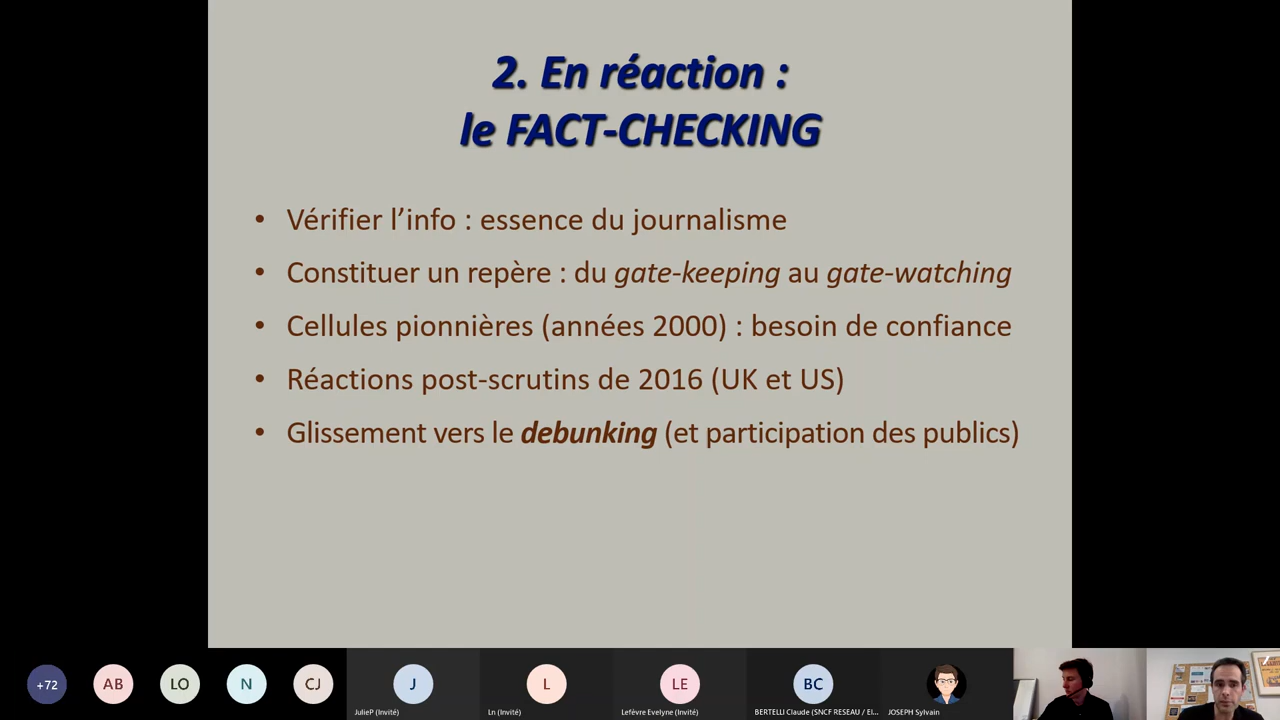 2. En réaction :
le FACT-CHECKING
• Vérifier l’info : essence du journalisme
• Constituer un repère : du gate-keeping au gate-watching
• Cellules pionnières (années 2000) : besoin de confiance
• Réactions post-scrutins de 2016 (UK et US)
• Glissement vers le debunking (et participation des publics)
+72
AB
LO
N
CJ
J
L
LE
BC
JulieP (Invité)
Ln (Invité)
Lefèvre Evelyne (Invité)
BERTELLI Claude (SNCF RESEAU / EI...
JOSEPH Sylvain